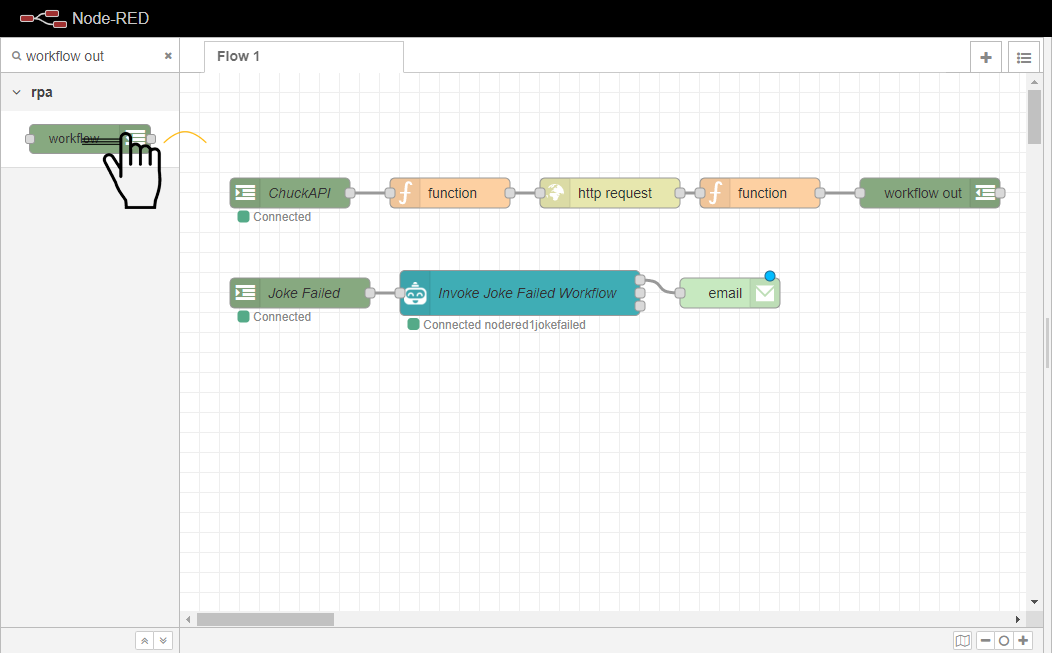 Node-RED
workflow out
Flow 1
rpa
workflow
ChuckAPI
function
http request
function
workflow out
Connected
Joke Failed
Invoke Joke Failed Workflow
email
Connected
Connected nodered1jokefailed